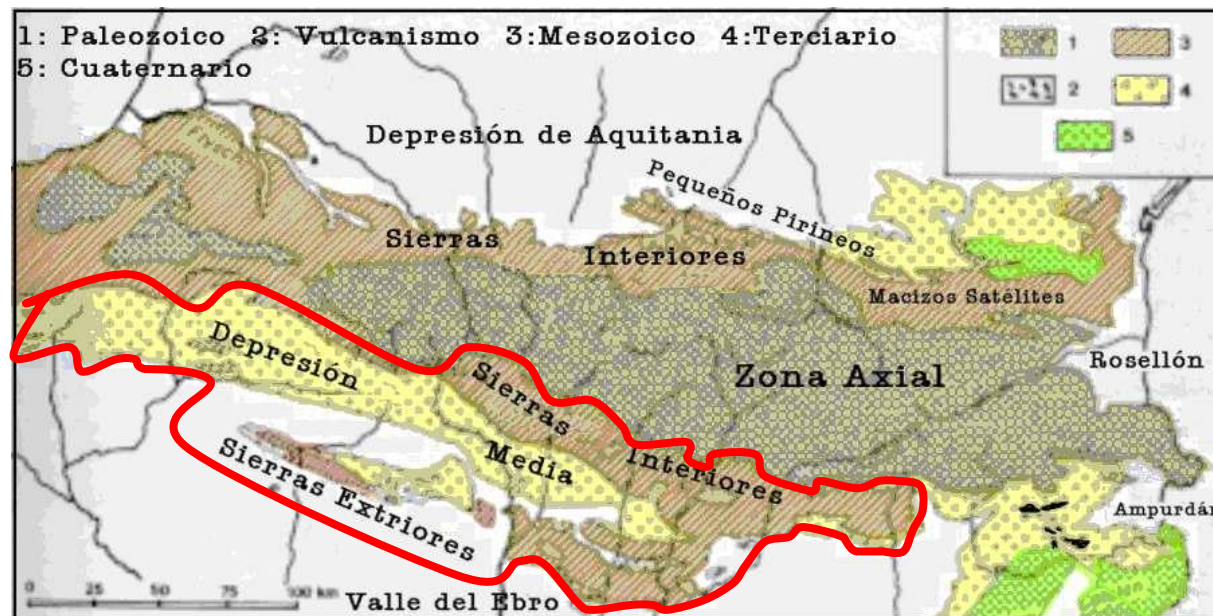 1: Paleozoico 2: Vulcanismo 3:Mesozoico 4:Terciario
5: Cuaternario
1
3
2
4
5
Depresión de Aquitania
Pequeños Pirineos
Sierras
Interiores
Macizos Satélites
Depresión
Sierras
Zona Axial
Rosellón
Media
Interiores
Sierras Extriores
Ampurdán
0 25 50 75 100 km
Valle del Ebro